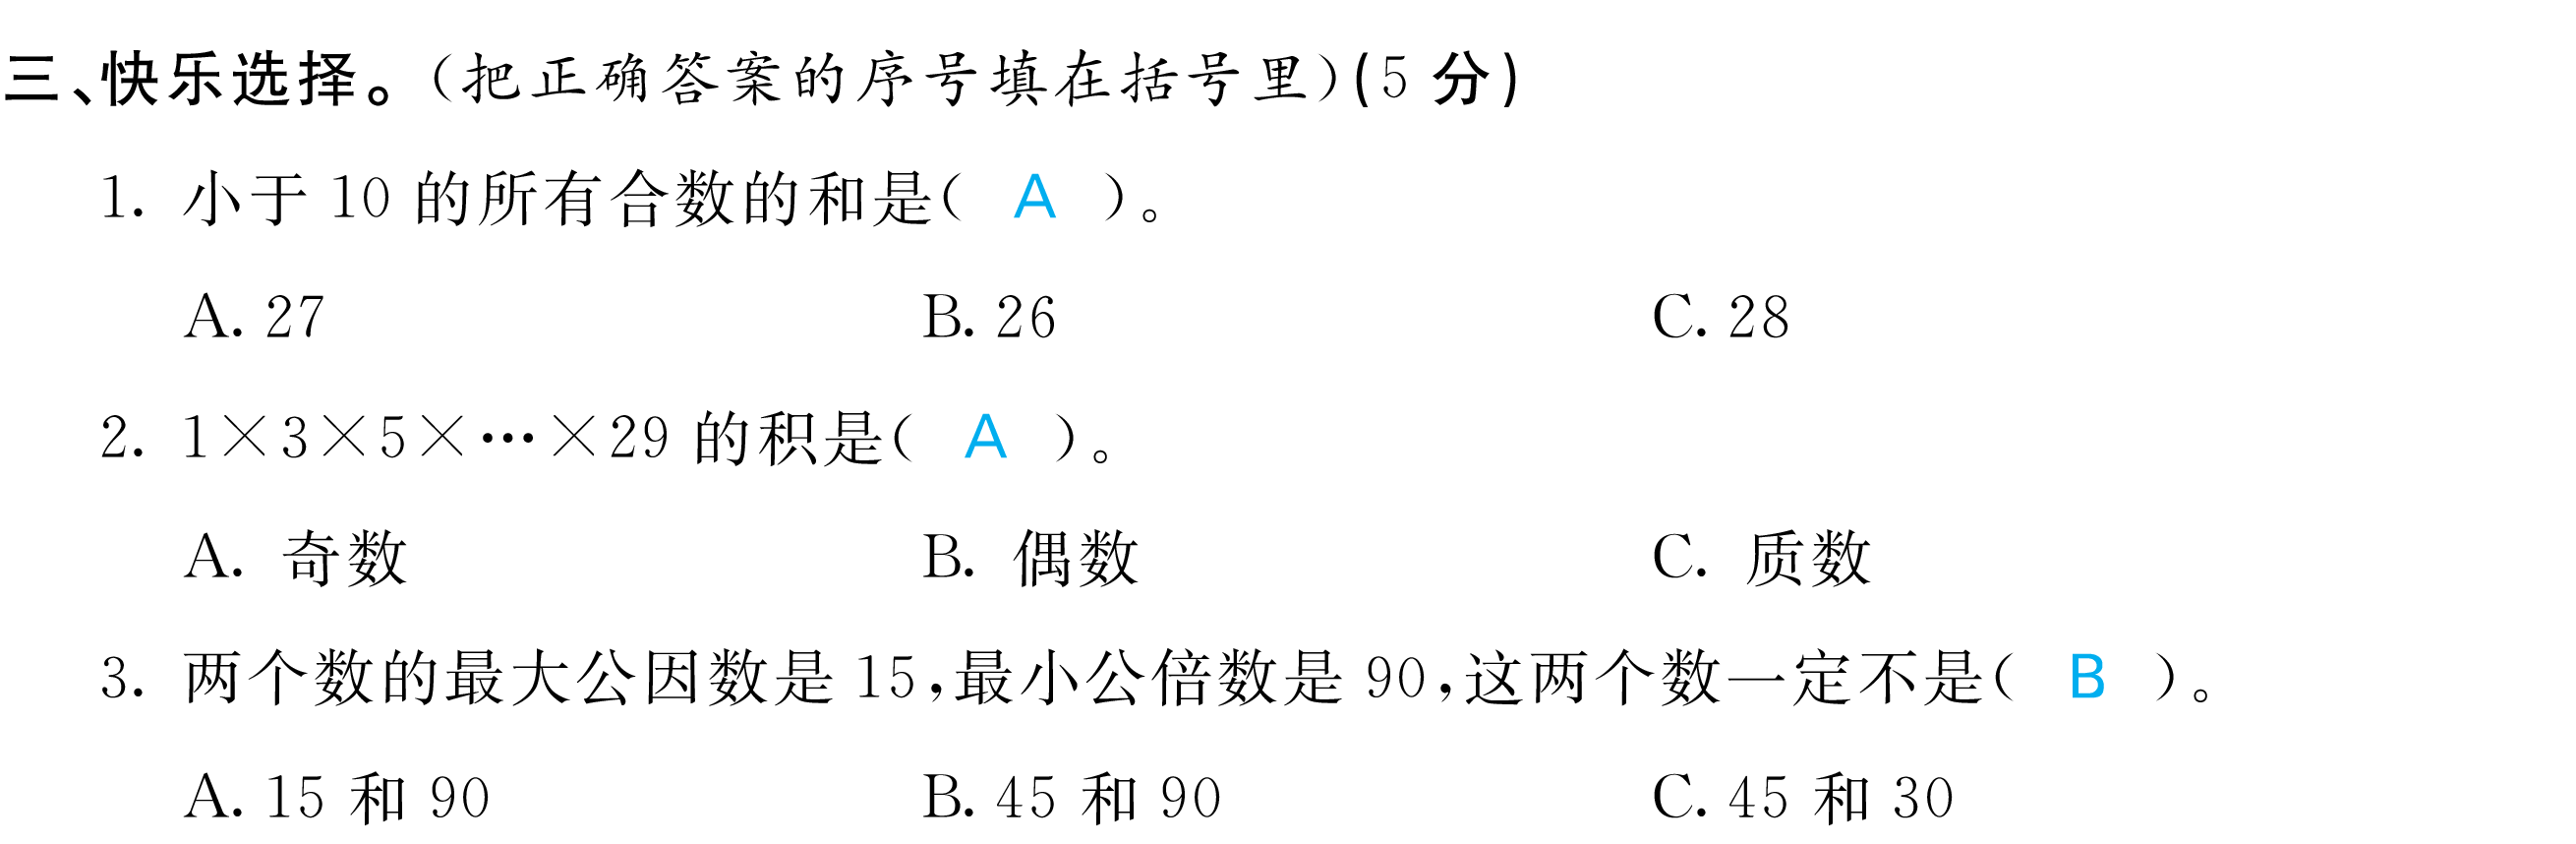 三、快乐选择。(把正确答案的序号填在括号里)(5 分)
1. 小于 10 的所有合数的和是( A )。
A. 27 B. 26 C. 28
2. 1×3×5×…×29 的积是( A )。
A. 奇数 B. 偶数 C. 质数
3. 两个数的最大公因数是 15,最小公倍数是 90,这两个数一定不是( B )。
A. 15 和 90 B. 45 和 90 C. 45 和 30